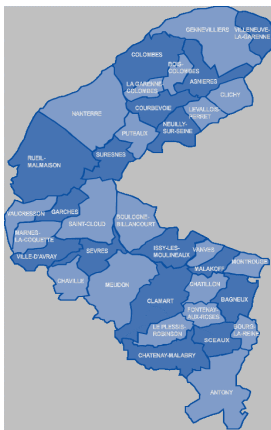 GENNEVILLIERS
VILLENEUVE-
LA-GARENNE
COLOMBES
BOIS-
COLOMBES
ASNIERES
LA GARENNE
COLOMBES
CLICHY
NANTERRE
COURBEVOIE
LEVALLOIS-
PERRET
PUTEAUX
NEUILLY-
SUR-SEINE
RUEIL-
MALMAISON
SURESNES
VAUCRESSON
GARCHES
SAINT-CLOUD
BOULOGNE-
BILLANCOURT
MARNES-
LA-COQUETTE
VILLE-D'AVRAY
SEVRES
ISSY-LES-
MOULINEAUX
VANVES
MALAKOFF
MONTROUGE
CHAVILLE
MEUDON
CLAMART
CHATILLON
BAGNEUX
FONTENAY-
AUX-ROSES
LE PLESSIS-
ROBINSON
BOURG-
LA-REINE
SCEAUX
CHATENAY-MALABRY
ANTONY